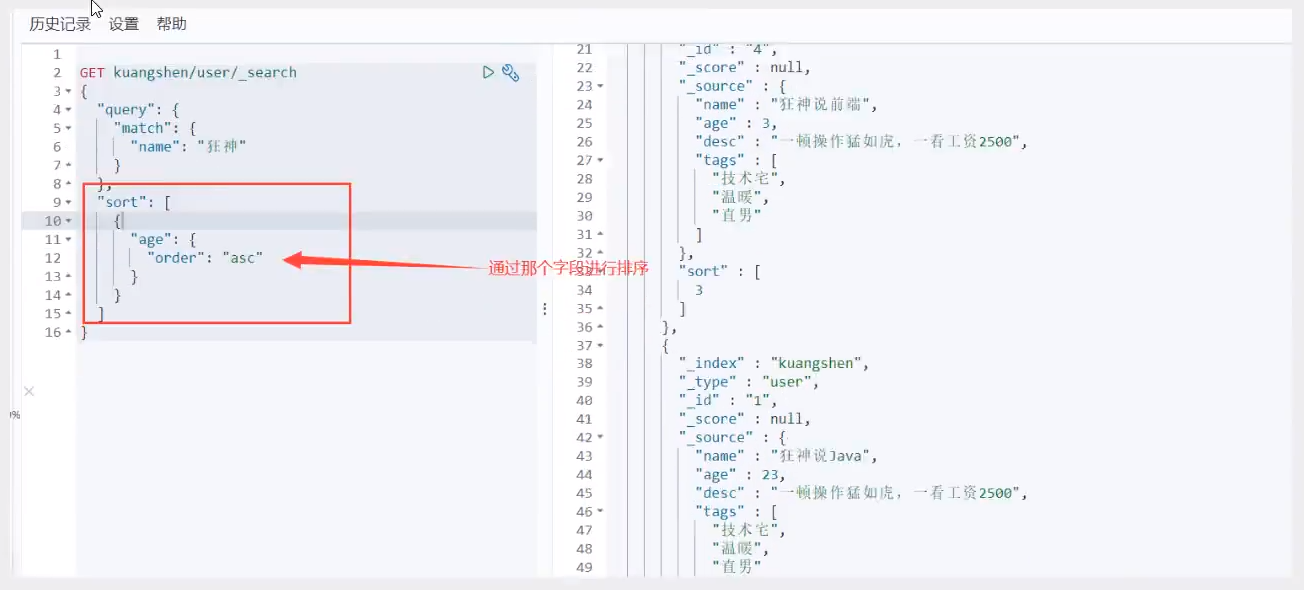 历史记录 设置 帮助
1
2 GET kuangshen/user/_search
3 {
4 "query": {
5 "match": {
6 "name": "狂神"
7 }
8 },
9 "sort": [
10 {
11 "age": {
12 "order": "asc"
13 }
14 }
15 ]
16 }
通过那个字段进行排序
21 "_id" : "4",
22 "_score" : null,
23 "_source" : {
24 "name" : "狂神说前端",
25 "age" : 3,
26 "desc" : "一顿操作猛如虎，一看工资2500",
27 "tags" : [
28 "技术宅",
29 "温暖",
30 "直男"
31 ]
32 },
33 "sort" : [
34 3
35 ]
36 },
37 {
38 "_index" : "kuangshen",
39 "_type" : "user",
40 "_id" : "1",
41 "_score" : null,
42 "_source" : {
43 "name" : "狂神说Java",
44 "age" : 23,
45 "desc" : "一顿操作猛如虎，一看工资2500",
46 "tags" : [
47 "技术宅",
48 "温暖",
49 "直男"